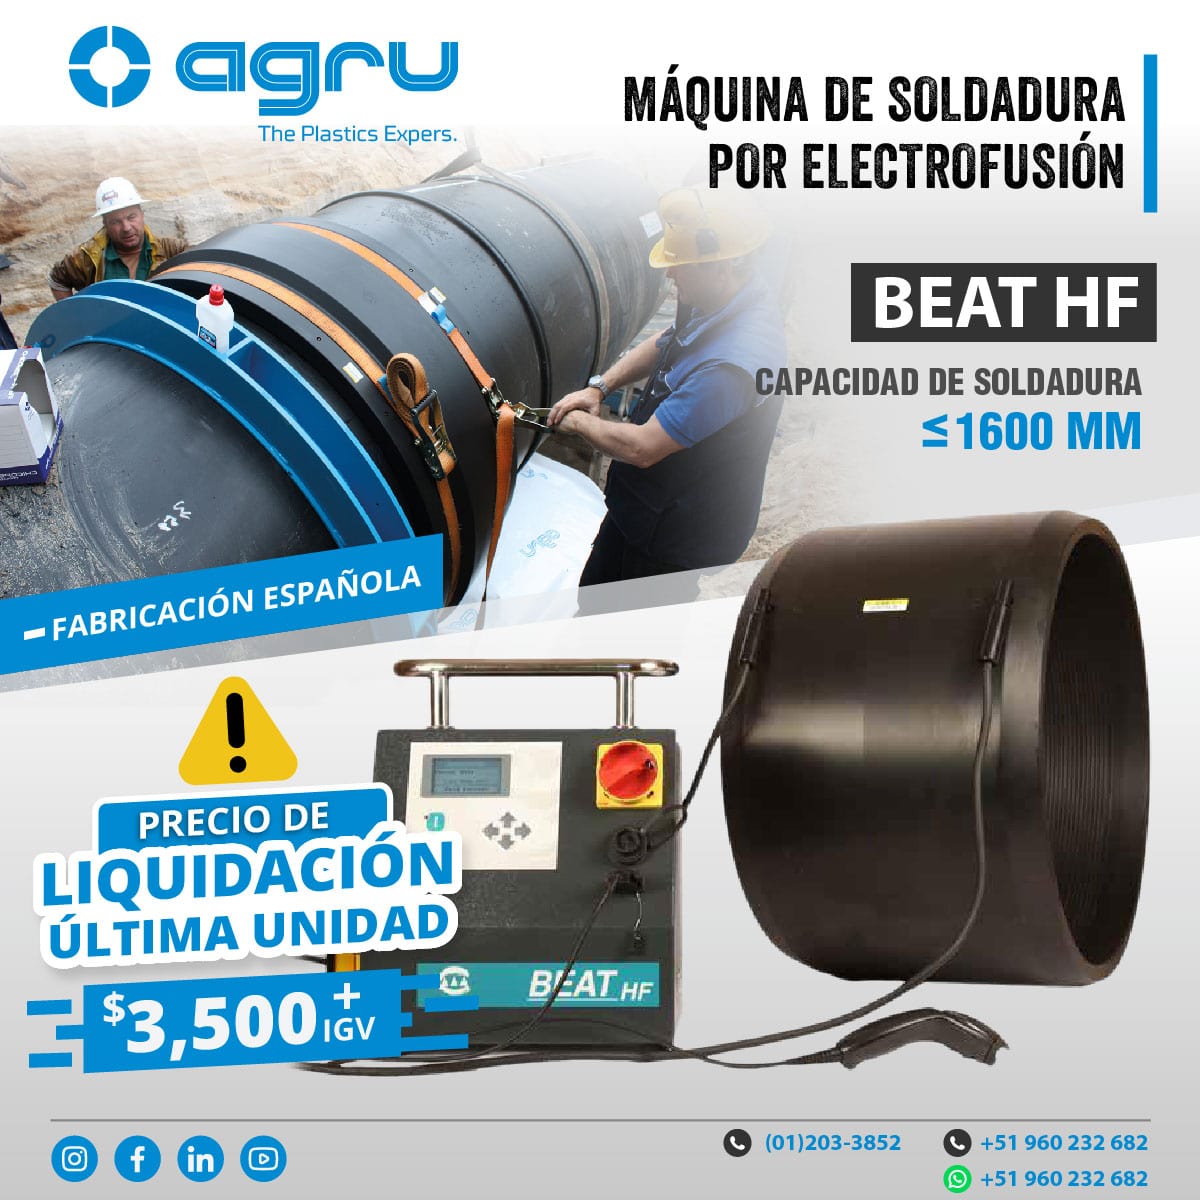 agru
The Plastics Expers.
MÁQUINA DE SOLDADURA
POR ELECTROFUSIÓN
BEAT HF
CAPACIDAD DE SOLDADURA
≤1600 MM
FABRICACIÓN ESPAÑOLA
PRECIO DE
LIQUIDACIÓN
ÚLTIMA UNIDAD
$3,500 + IGV
BEAT HF
(01)203-3852
+51 960 232 682
+51 960 232 682